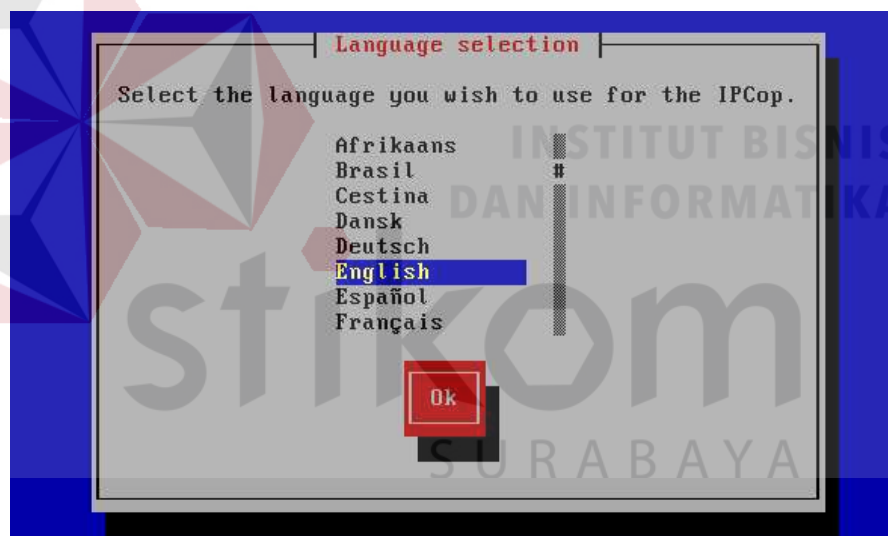 Language selection
Select the language you wish to use for the IPCop.
Afrikaans
Brasil
#
Cestina
Dansk
Deutsch
English
Español
Français
Ok
INSTITUT BISNIS
DAN INFORMATIKA
stikom
SURABAYA